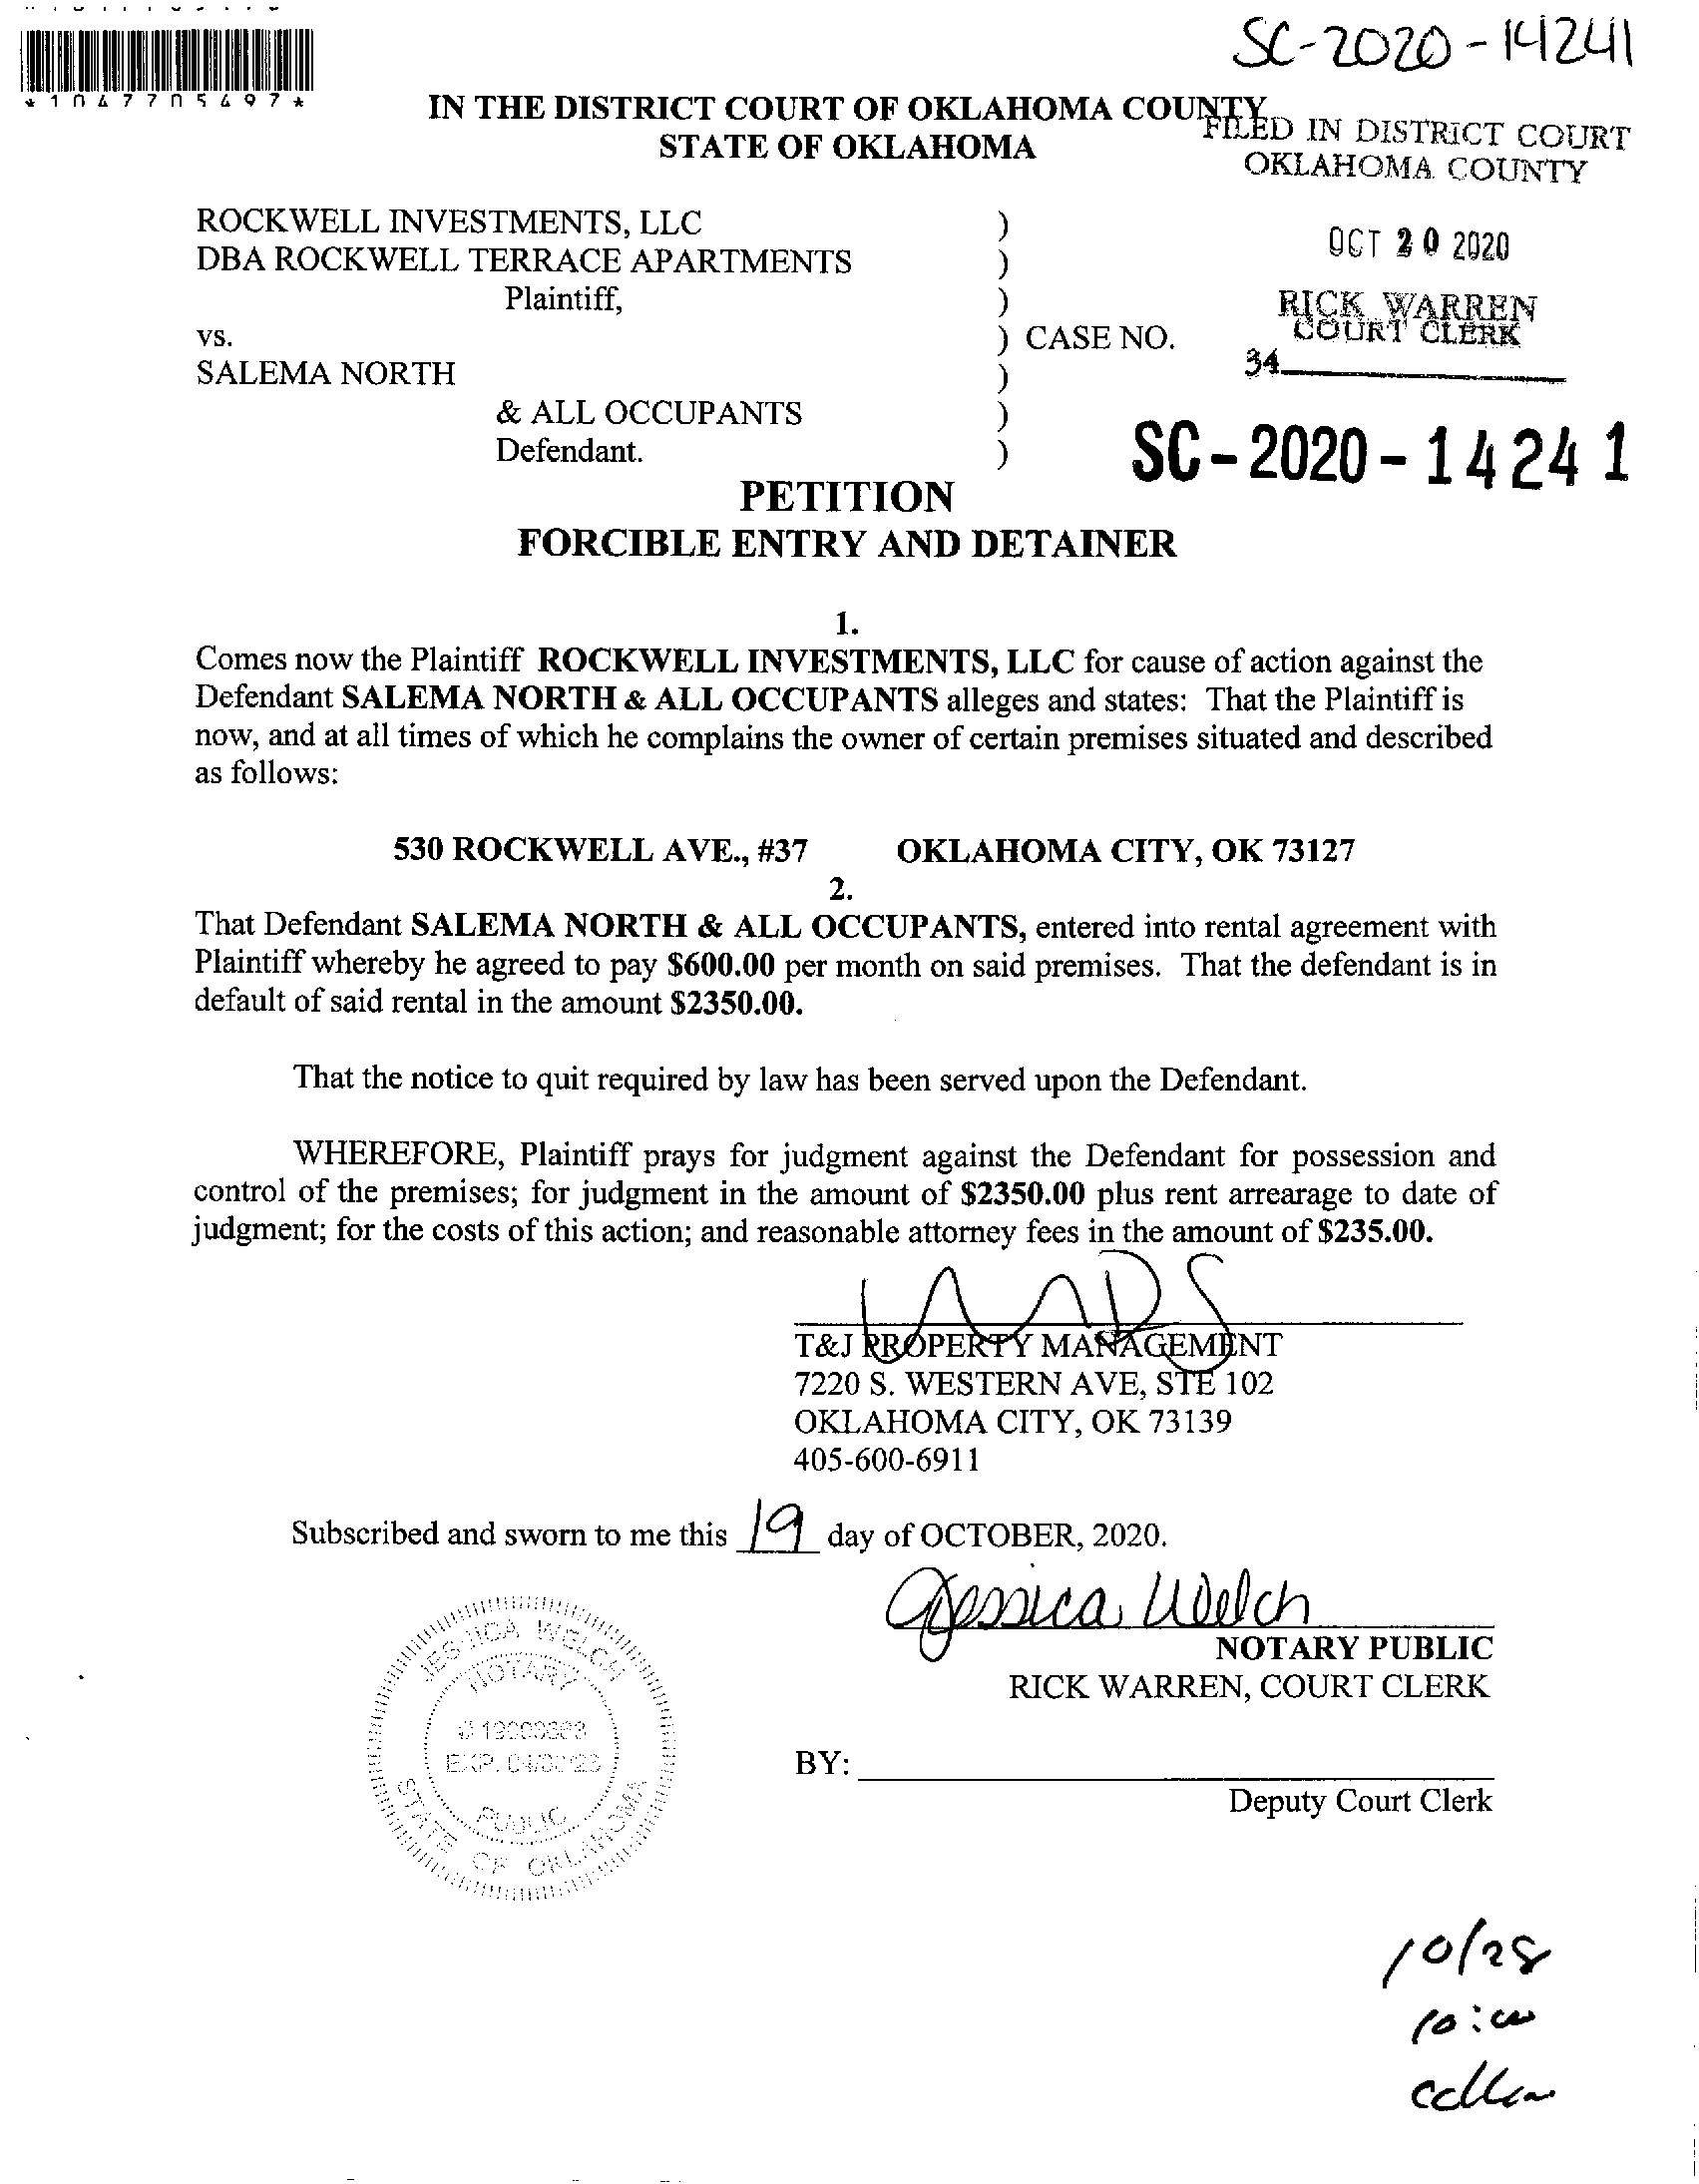 SC-2020-14241
*1047705497*
IN THE DISTRICT COURT OF OKLAHOMA COUNTY
STATE OF OKLAHOMA
FILED IN DISTRICT COURT
OKLAHOMA COUNTY
OCT 20 2020
RICK WARREN
COURT CLERK
34
ROCKWELL INVESTMENTS, LLC )
DBA ROCKWELL TERRACE APARTMENTS )
Plaintiff, )
vs. ) CASE NO.
SALEMA NORTH )
& ALL OCCUPANTS )
Defendant. )
SC-2020-14241
PETITION
FORCIBLE ENTRY AND DETAINER
1.
Comes now the Plaintiff ROCKWELL INVESTMENTS, LLC for cause of action against the
Defendant SALEMA NORTH & ALL OCCUPANTS alleges and states: That the Plaintiff is
now, and at all times of which he complains the owner of certain premises situated and described
as follows:
530 ROCKWELL AVE., #37 OKLAHOMA CITY, OK 73127
2.
That Defendant SALEMA NORTH & ALL OCCUPANTS, entered into rental agreement with
Plaintiff whereby he agreed to pay $600.00 per month on said premises. That the defendant is in
default of said rental in the amount $2350.00.
That the notice to quit required by law has been served upon the Defendant.
WHEREFORE, Plaintiff prays for judgment against the Defendant for possession and
control of the premises; for judgment in the amount of $2350.00 plus rent arrearage to date of
judgment; for the costs of this action; and reasonable attorney fees in the amount of $235.00.
T&J PROPERTY MANAGEMENT
7220 S. WESTERN AVE, STE 102
OKLAHOMA CITY, OK 73139
405-600-6911
Subscribed and sworn to me this 19 day of OCTOBER, 2020.
Jessica Welch
NOTARY PUBLIC
RICK WARREN, COURT CLERK
BY:
Deputy Court Clerk
JESSICA WELCH
NOTARY
EXP.
PUBLIC
STATE OF OKLAHOMA
10/28
10:00